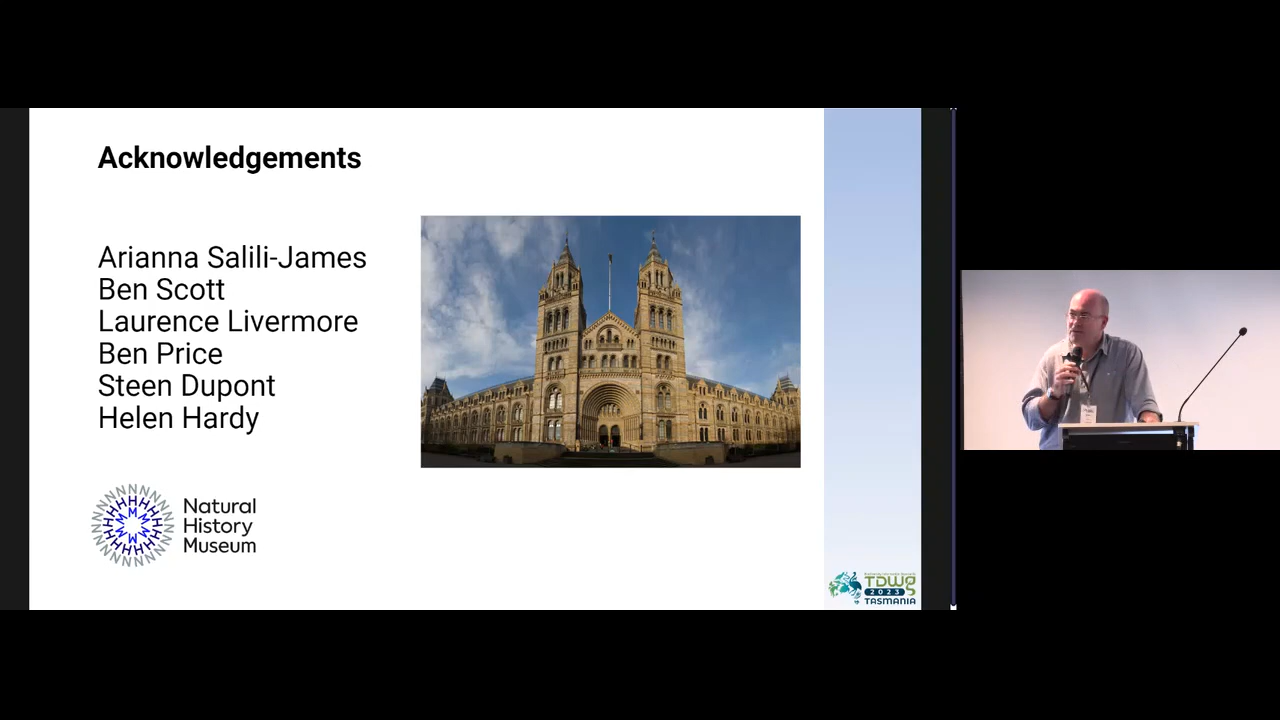 Acknowledgements
Arianna Salili-James
Ben Scott
Laurence Livermore
Ben Price
Steen Dupont
Helen Hardy
Natural
History
Museum
TDWG
2023
TASMANIA